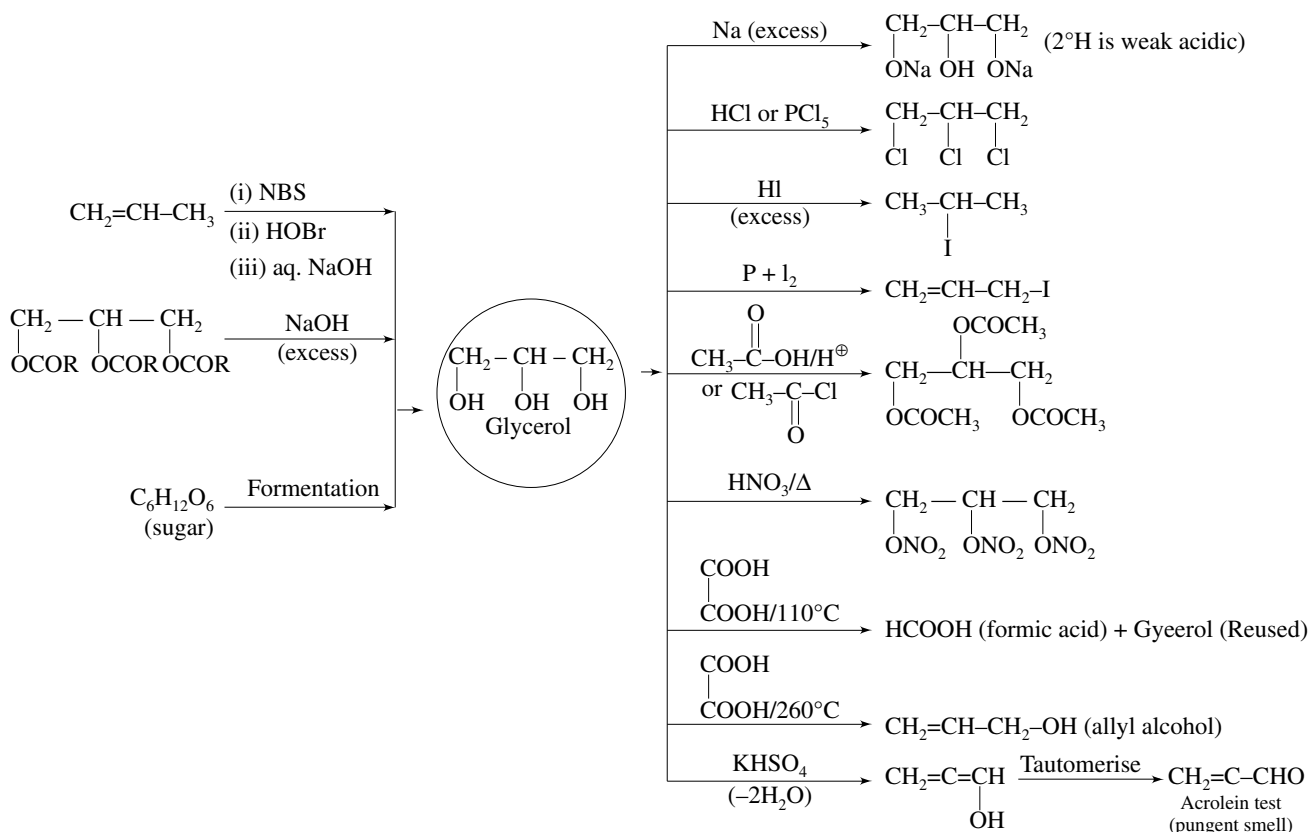 CH₂=CH–CH₃
(i) NBS
(ii) HOBr
(iii) aq. NaOH
CH₂ — CH — CH₂
OCOR OCOR OCOR
NaOH
(excess)
C₆H₁₂O₆
(sugar)
Formentation
CH₂ – CH – CH₂
OH OH OH
Glycerol
Na (excess)
CH₂–CH–CH₂ (2°H is weak acidic)
ONa OH ONa
HCl or PCl₅
CH₂–CH–CH₂
Cl Cl Cl
Hl
(excess)
CH₃–CH–CH₃
I
P + l₂
CH₂=CH–CH₂–I
O
CH₃–C–OH/H⊕
or CH₃–C–Cl
O
OCOCH₃
CH₂—CH—CH₂
OCOCH₃
OCOCH₃
HNO₃/Δ
CH₂ — CH — CH₂
ONO₂ ONO₂ ONO₂
COOH
COOH/110°C
HCOOH (formic acid) + Gyeerol (Reused)
COOH
COOH/260°C
CH₂=CH–CH₂–OH (allyl alcohol)
KHSO₄
(–2H₂O)
CH₂=C=CH
OH
Tautomerise
CH₂=C–CHO
Acrolein test
(pungent smell)